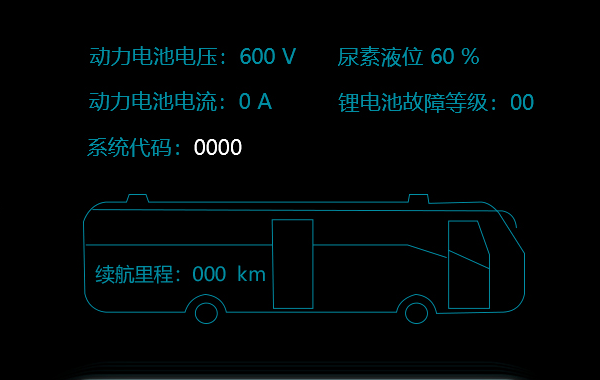 动力电池电压：600 V
尿素液位 60 %
动力电池电流：0 A
锂电池故障等级：00
系统代码：0000
续航里程：000 km